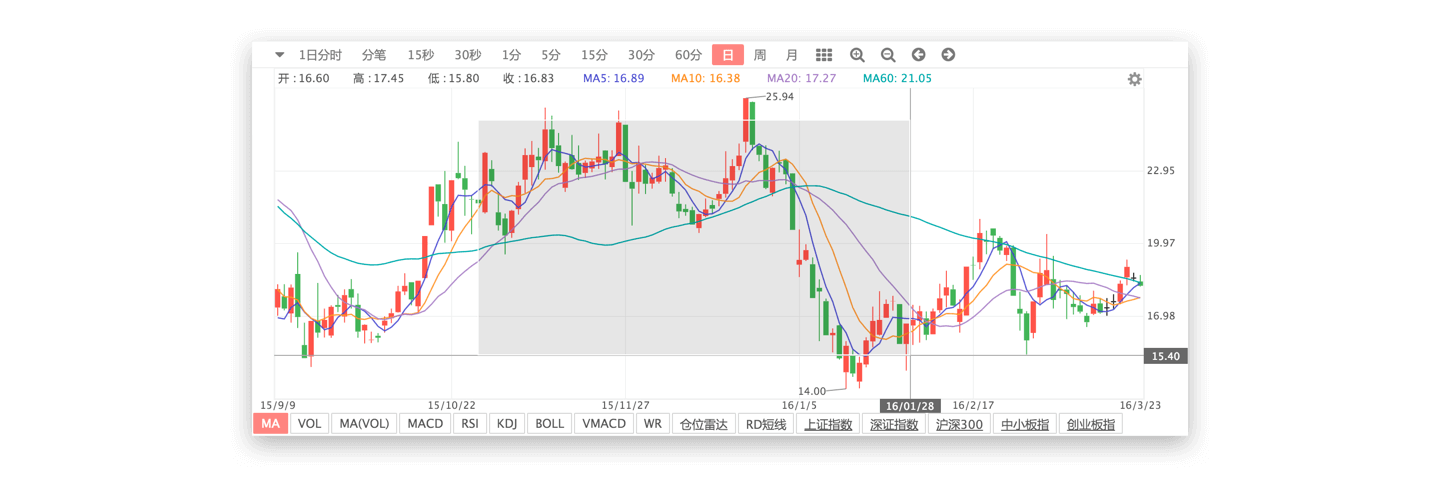 1日分时 分笔 15秒 30秒 1分 5分 15分 30分 60分 日 周 月
开 : 16.60 高 : 17.45 低 : 15.80 收 : 16.83 MA5: 16.89 MA10: 16.38 MA20: 17.27 MA60: 21.05
25.94
22.95
19.97
16.98
15.40
14.00
15/9/9 15/10/22 15/11/27 16/1/5 16/01/28 16/2/17 16/3/23
MA VOL MA(VOL) MACD RSI KDJ BOLL VMACD WR 仓位雷达 RD短线 上证指数 深证指数 沪深300 中小板指 创业板指